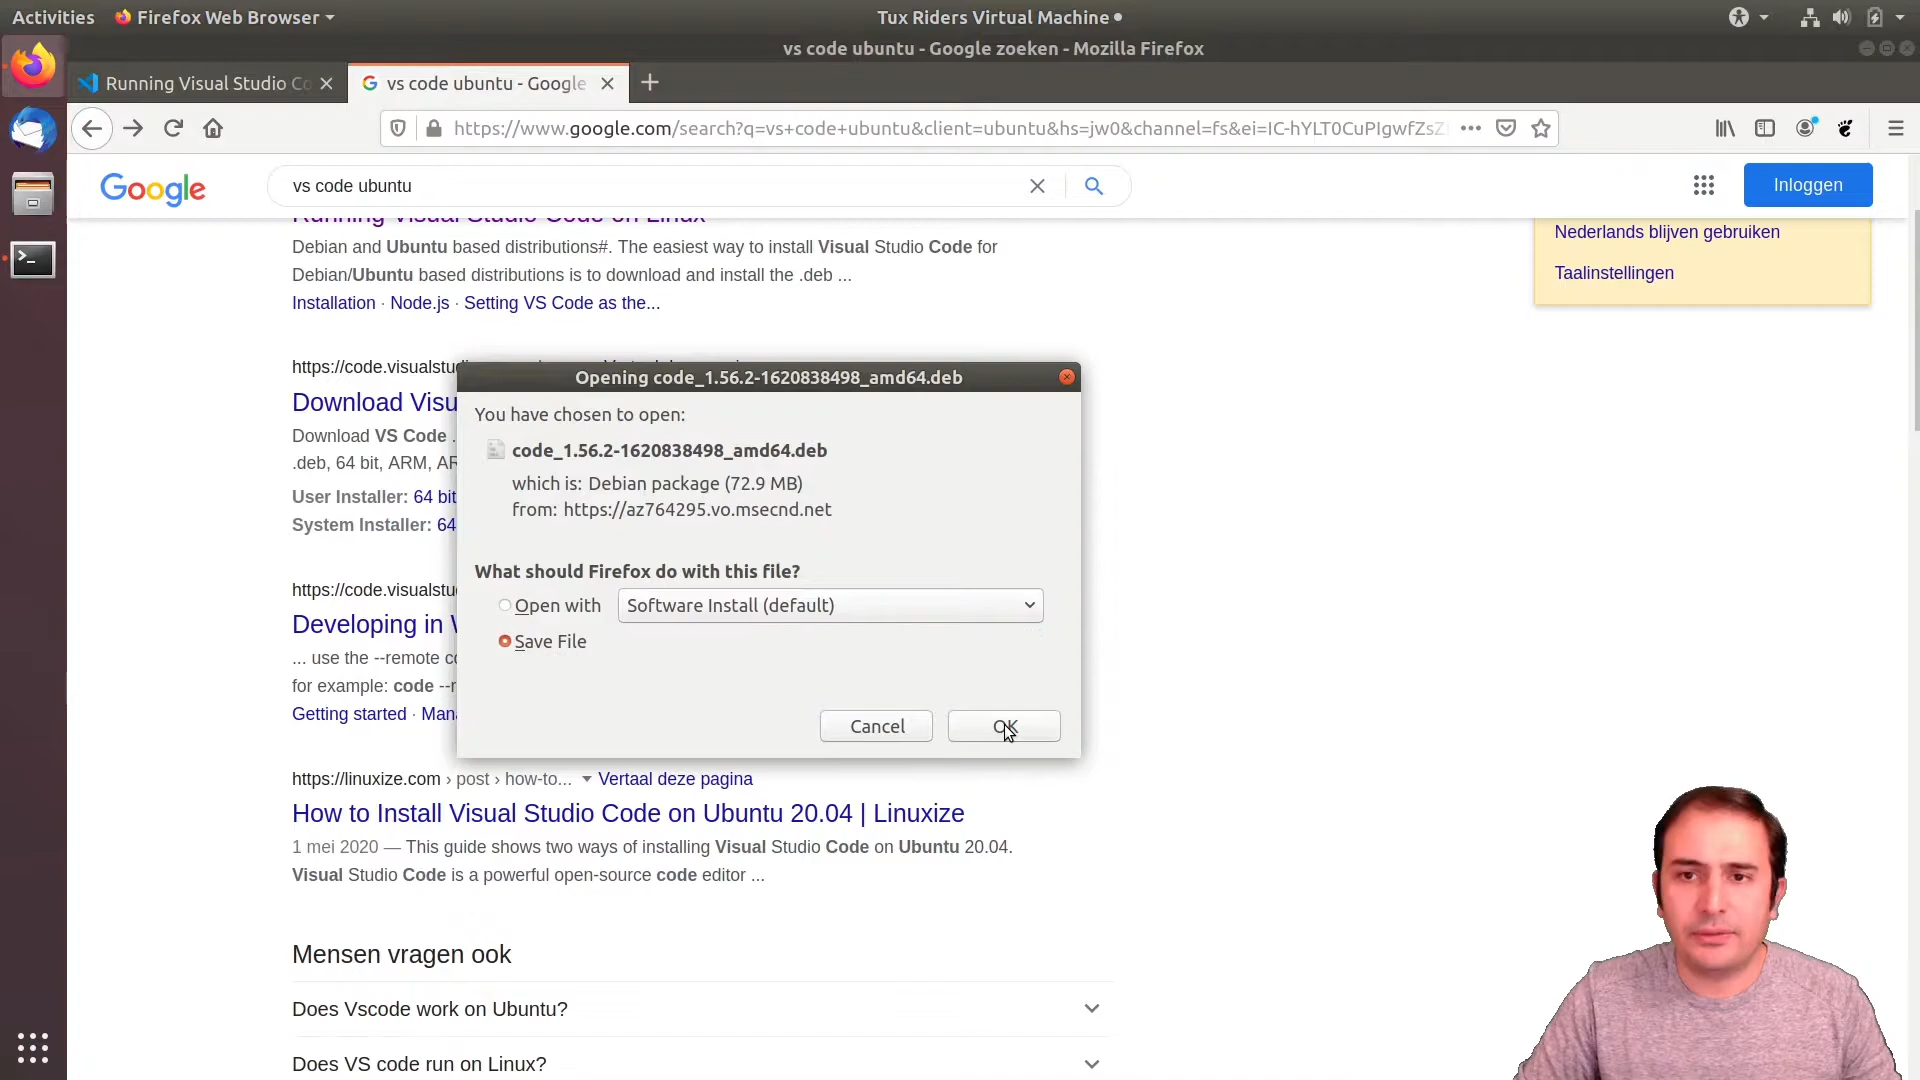 Activities
Firefox Web Browser
Tux Riders Virtual Machine
vs code ubuntu - Google zoeken - Mozilla Firefox
Running Visual Studio Co
vs code ubuntu - Google
https://www.google.com/search?q=vs+code+ubuntu&client=ubuntu&hs=jw0&channel=fs&ei=IC-hYLT0CuPIgwfZsZ
Google
vs code ubuntu
Inloggen
Running Visual Studio Code on Linux
Debian and Ubuntu based distributions#. The easiest way to install Visual Studio Code for
Debian/Ubuntu based distributions is to download and install the .deb ...
Installation · Node.js · Setting VS Code as the...
Nederlands blijven gebruiken
Taalinstellingen
https://code.visualstu
Download Visu
Download VS Code .
.deb, 64 bit, ARM, AR
User Installer: 64 bit
System Installer: 64
https://code.visualstu
Developing in W
... use the --remote co
for example: code --r
Getting started · Mana
Opening code_1.56.2-1620838498_amd64.deb
You have chosen to open:
code_1.56.2-1620838498_amd64.deb
which is: Debian package (72.9 MB)
from: https://az764295.vo.msecnd.net
What should Firefox do with this file?
Open with
Software Install (default)
Save File
Cancel
OK
https://linuxize.com › post › how-to... Vertaal deze pagina
How to Install Visual Studio Code on Ubuntu 20.04 | Linuxize
1 mei 2020 — This guide shows two ways of installing Visual Studio Code on Ubuntu 20.04.
Visual Studio Code is a powerful open-source code editor ...
Mensen vragen ook
Does Vscode work on Ubuntu?
Does VS code run on Linux?